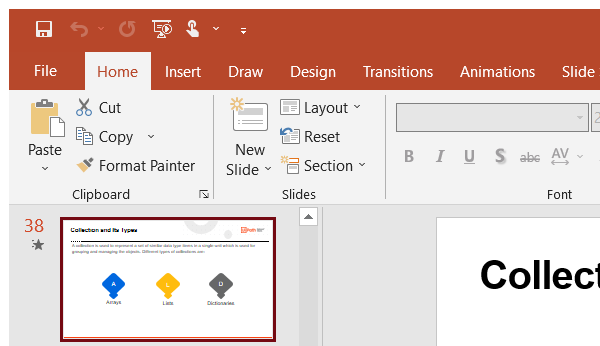 File Home Insert Draw Design Transitions Animations Slide
Paste
Cut
Copy
Format Painter
Clipboard
New
Slide
Layout
Reset
Section
Slides
B I U S abc AV
Font
38
Collection and Its Types
A collection is used to represent a set of similar data type items in a single unit which is used for
grouping and managing the objects. Different types of collections are:
A L D
Arrays Lists Dictionaries
Collect